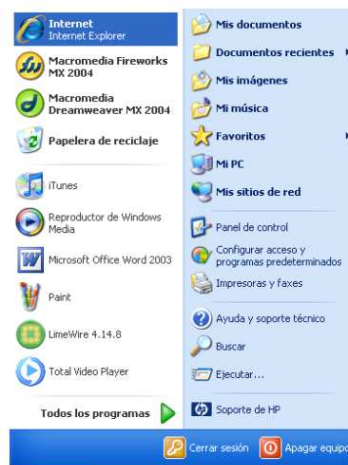 Internet
Internet Explorer
Macromedia Fireworks
MX 2004
Macromedia
Dreamweaver MX 2004
Papelera de reciclaje
iTunes
Reproductor de Windows
Media
Microsoft Office Word 2003
Paint
LimeWire 4.14.8
Total Video Player
Todos los programas
Mis documentos
Documentos recientes
Mis imágenes
Mi música
Favoritos
Mi PC
Mis sitios de red
Panel de control
Configurar acceso y
programas predeterminados
Impresoras y faxes
Ayuda y soporte técnico
Buscar
Ejecutar...
Soporte de HP
Cerrar sesión
Apagar equipo